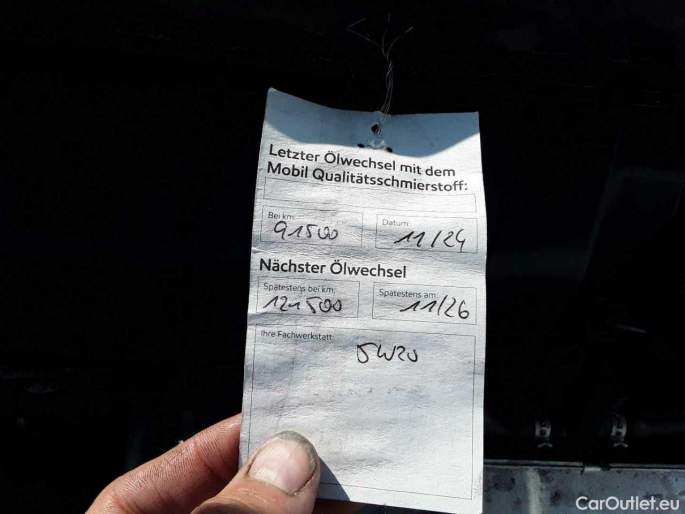 Letzter Ölwechsel mit dem
Mobil Qualitätsschmierstoff:
Bei km: Datum:
91500 11/24
Nächster Ölwechsel
Spätestens bei km: Spätestens am:
121500 11/26
Ihre Fachwerkstatt:
5W20
CarOutlet.eu